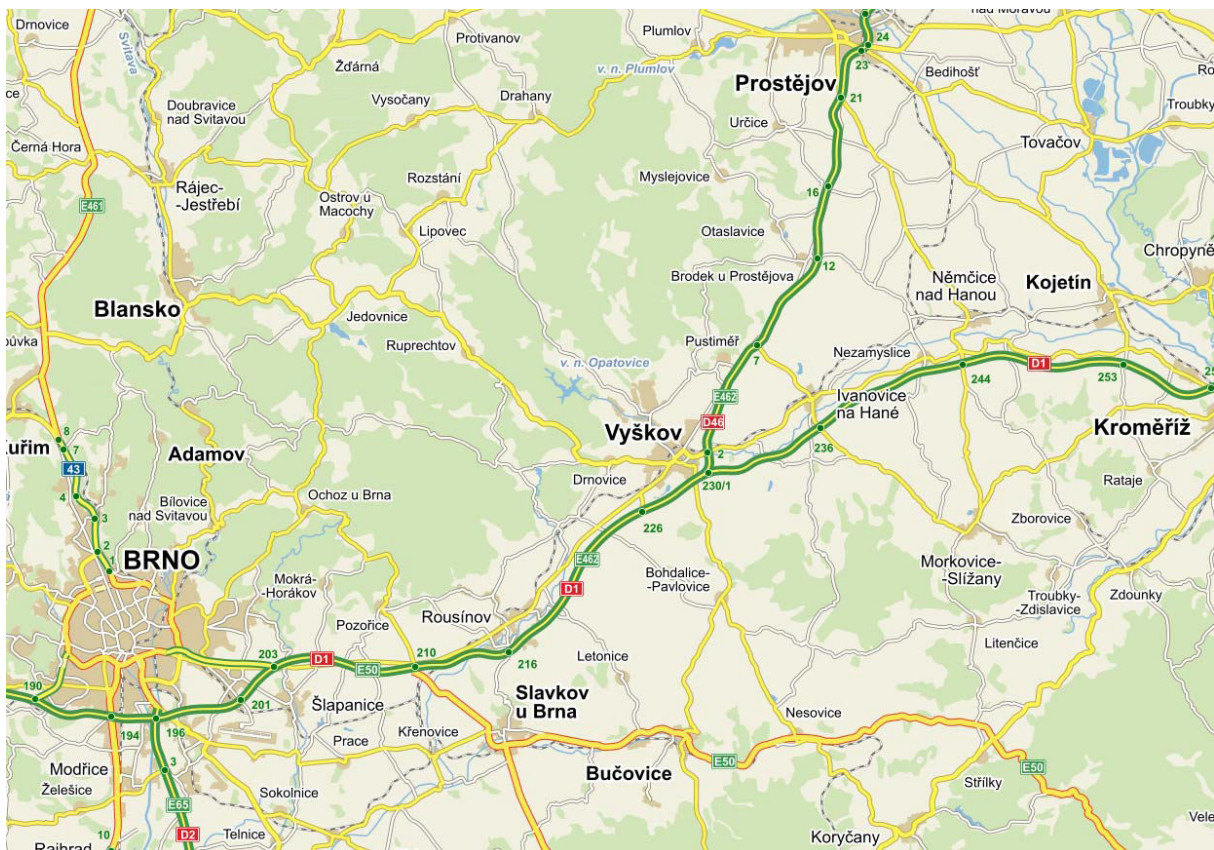 Drnovice
Svitava
Protivanov
Plumlov
nad Moravou
24
23
Žďárná
v. n. Plumlov
Prostějov
Bedihošť
Doubravice
nad Svitavou
Vysočany
Drahany
21
Troubky
Určice
Tovačov
Černá Hora
Rájec-
-Jestřebí
Rozstání
Myslejovice
16
Ostrov u
Macochy
E461
Lipovec
Otaslavice
12
Chropyně
Brodek u Prostějova
Němčice
nad Hanou
Kojetín
Blansko
Jedovnice
Ruprechtov
Pustiměř
7
Nezamyslice
v. n. Opatovice
244
D1
253
E462
Ivanovice
na Hané
D46
Vyškov
Kroměříž
236
8
7
Adamov
2
43
Drnovice
230/1
Rataje
4
Bílovice
nad Svitavou
Ochoz u Brna
3
226
Zborovice
2
BRNO
1
E462
Morkovice-
-Slížany
Mokrá-
-Horákov
D1
Bohdalice-
-Pavlovice
Troubky-
-Zdislavice
Zdounky
Rousínov
Pozořice
Litenčice
203
D1
E50
210
216
Letonice
190
201
Šlapanice
Slavkov
u Brna
194
196
Křenovice
Nesovice
Prace
Modřice
3
Bučovice
E50
E50
Želešice
Sokolnice
Střílky
E65
10
D2
Telnice
Koryčany
Rajhrad